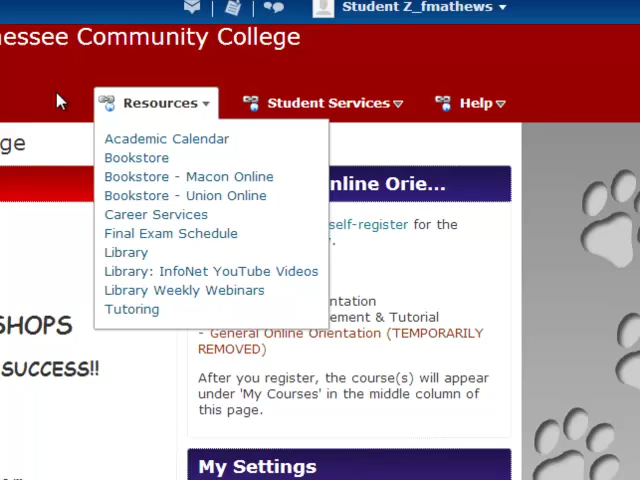 Student Z_fmathews
nessee Community College
Resources
Student Services
Help
Academic Calendar
Bookstore
Bookstore - Macon Online
Bookstore - Union Online
Career Services
Final Exam Schedule
Library
Library: InfoNet YouTube Videos
Library Weekly Webinars
Tutoring
ge
nline Orie...
self-register for the
entation
ement & Tutorial
- General Online Orientation (TEMPORARILY
REMOVED)
SHOPS
SUCCESS!!
After you register, the course(s) will appear
under 'My Courses' in the middle column of
this page.
My Settings